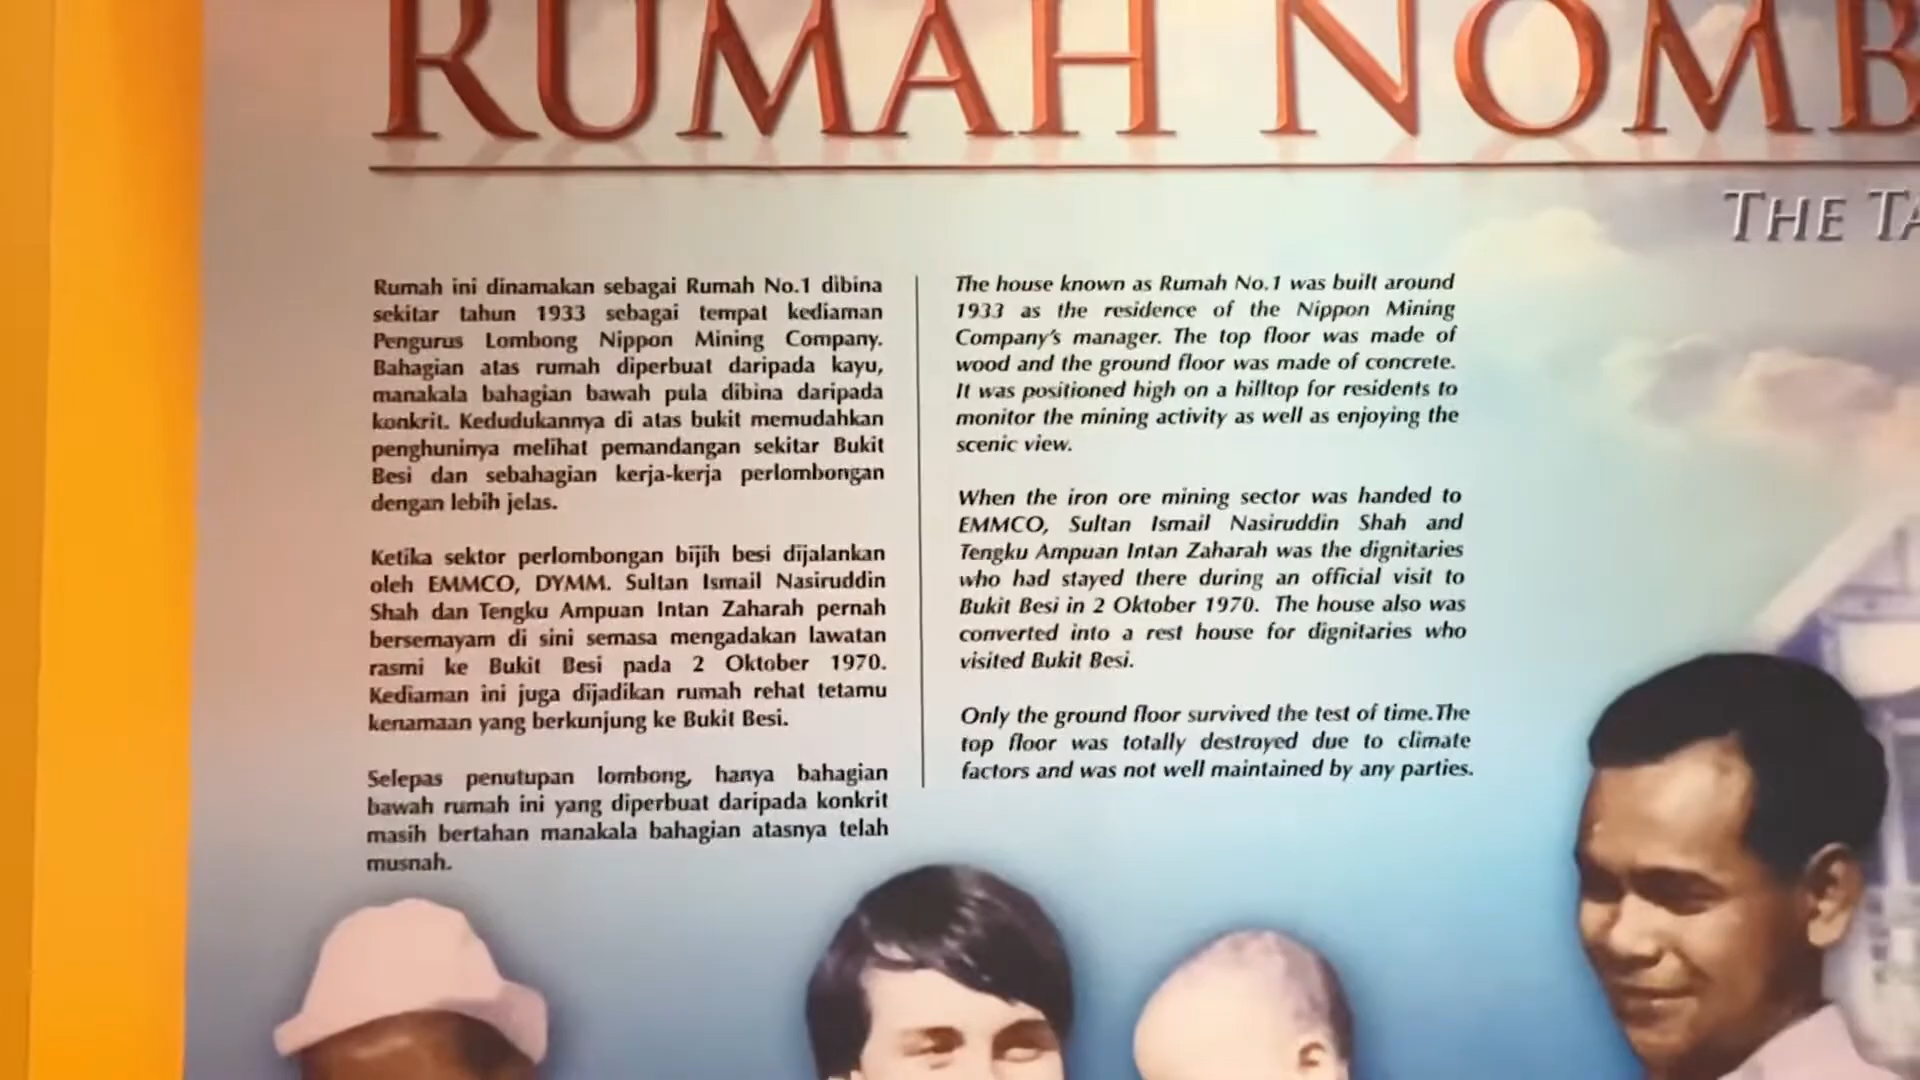 RUMAH NOMB
THE TA
Rumah ini dinamakan sebagai Rumah No.1 dibina
sekitar tahun 1933 sebagai tempat kediaman
Pengurus Lombong Nippon Mining Company.
Bahagian atas rumah diperbuat daripada kayu,
manakala bahagian bawah pula dibina daripada
konkrit. Kedudukannya di atas bukit memudahkan
penghuninya melihat pemandangan sekitar Bukit
Besi dan sebahagian kerja-kerja perlombongan
dengan lebih jelas.
Ketika sektor perlombongan bijih besi dijalankan
oleh EMMCO, DYMM. Sultan Ismail Nasiruddin
Shah dan Tengku Ampuan Intan Zaharah pernah
bersemayam di sini semasa mengadakan lawatan
rasmi ke Bukit Besi pada 2 Oktober 1970.
Kediaman ini juga dijadikan rumah rehat tetamu
kenamaan yang berkunjung ke Bukit Besi.
Selepas penutupan lombong, hanya bahagian
bawah rumah ini yang diperbuat daripada konkrit
masih bertahan manakala bahagian atasnya telah
musnah.
The house known as Rumah No.1 was built around
1933 as the residence of the Nippon Mining
Company's manager. The top floor was made of
wood and the ground floor was made of concrete.
It was positioned high on a hilltop for residents to
monitor the mining activity as well as enjoying the
scenic view.
When the iron ore mining sector was handed to
EMMCO, Sultan Ismail Nasiruddin Shah and
Tengku Ampuan Intan Zaharah was the dignitaries
who had stayed there during an official visit to
Bukit Besi in 2 Oktober 1970. The house also was
converted into a rest house for dignitaries who
visited Bukit Besi.
Only the ground floor survived the test of time.The
top floor was totally destroyed due to climate
factors and was not well maintained by any parties.